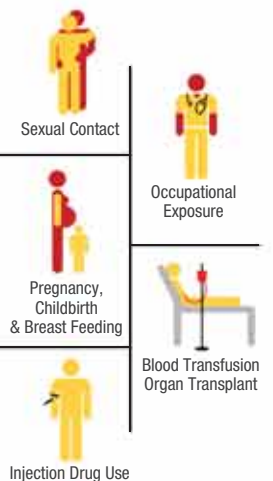 Sexual Contact
Occupational
Exposure
Pregnancy,
Childbirth
& Breast Feeding
Blood Transfusion
Organ Transplant
Injection Drug Use